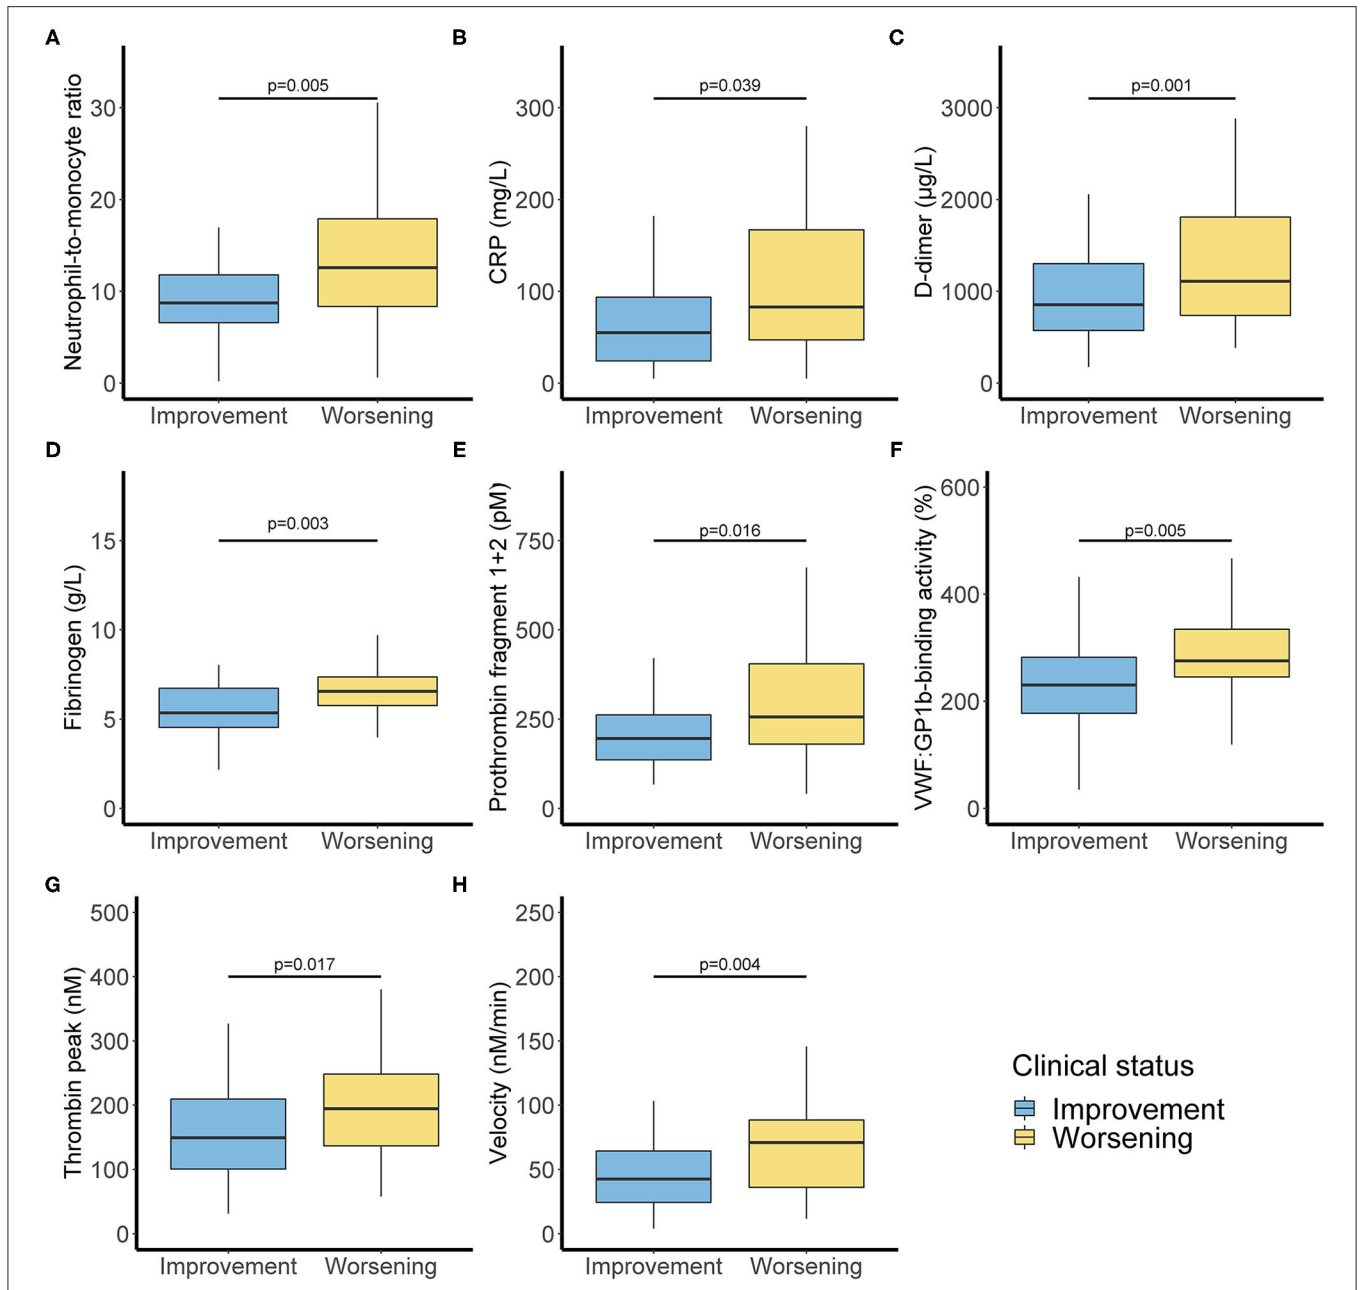 A
Neutrophil-to-monocyte ratio
30
20
10
0
p=0.005
Improvement Worsening
B
CRP (mg/L)
300
200
100
0
p=0.039
Improvement Worsening
C
D-dimer (µg/L)
3000
2000
1000
0
p=0.001
Improvement Worsening
D
Fibrinogen (g/L)
15
10
5
0
p=0.003
Improvement Worsening
E
Prothrombin fragment 1+2 (pM)
750
500
250
0
p=0.016
Improvement Worsening
F
VWF:GP1b-binding activity (%)
600
400
200
0
p=0.005
Improvement Worsening
G
Thrombin peak (nM)
500
400
300
200
100
0
p=0.017
Improvement Worsening
H
Velocity (nM/min)
250
200
150
100
50
0
p=0.004
Improvement Worsening
Clinical status
Improvement
Worsening